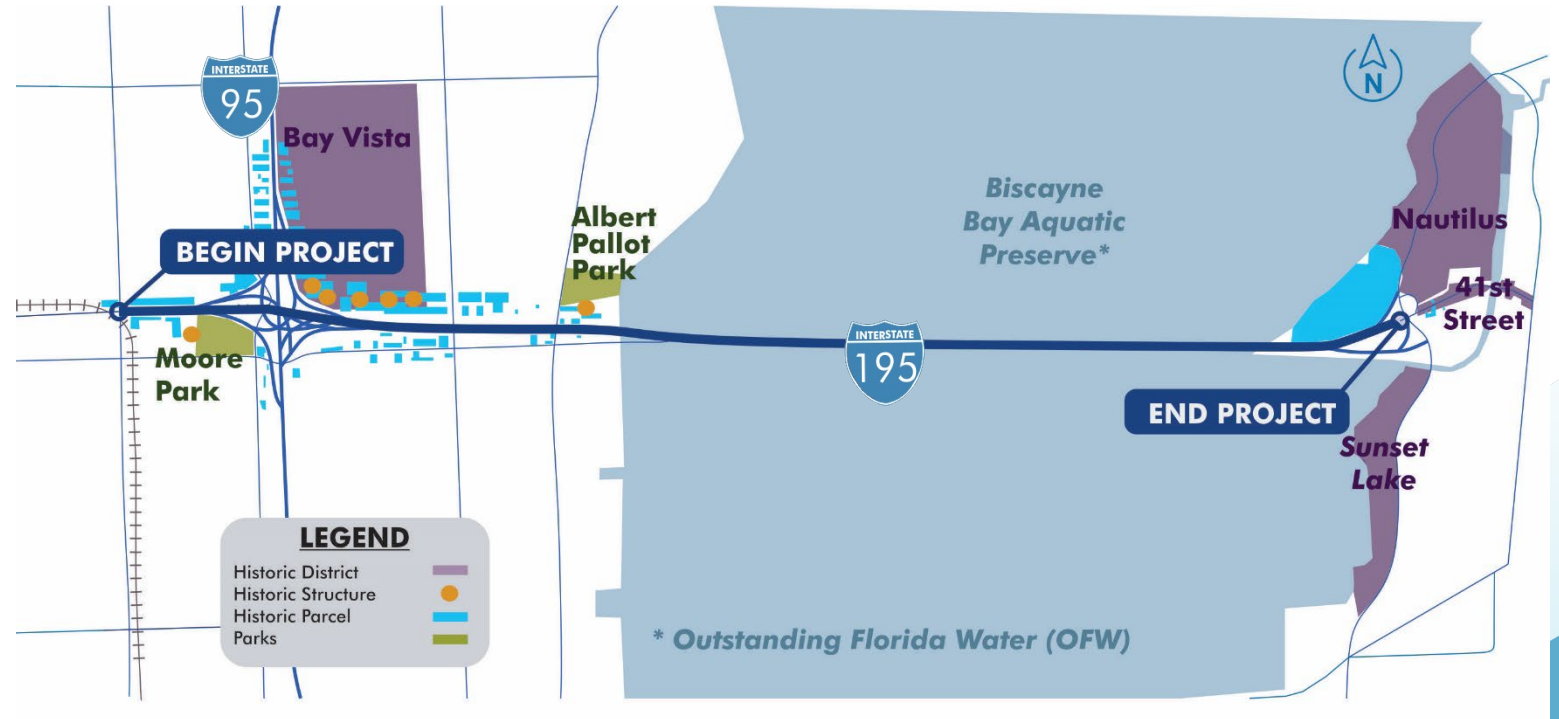 INTERSTATE
95
Bay Vista
N
BEGIN PROJECT
Albert
Pallot
Park
Biscayne
Bay Aquatic
Preserve*
Nautilus
41st
Street
Moore
Park
INTERSTATE
195
END PROJECT
Sunset
Lake
LEGEND
Historic District
Historic Structure
Historic Parcel
Parks
* Outstanding Florida Water (OFW)